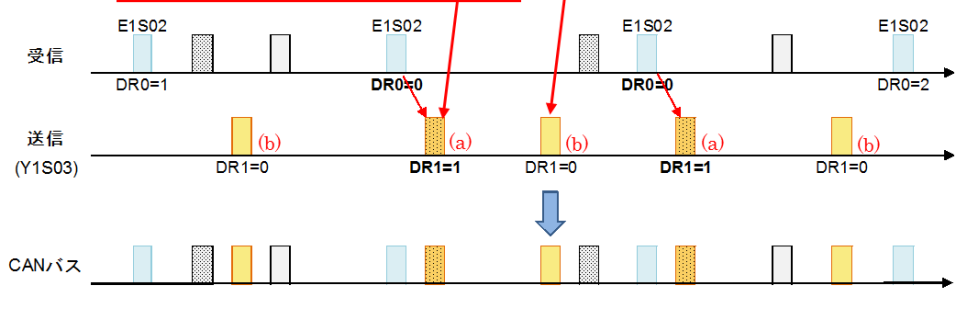 E1S02 E1S02 E1S02 E1S02
受信
DR0=1 DR0=0 DR0=0 DR0=2
送信
(Y1S03)
(b) (a) (b) (a) (b)
DR1=0 DR1=1 DR1=0 DR1=1 DR1=0
CANバス